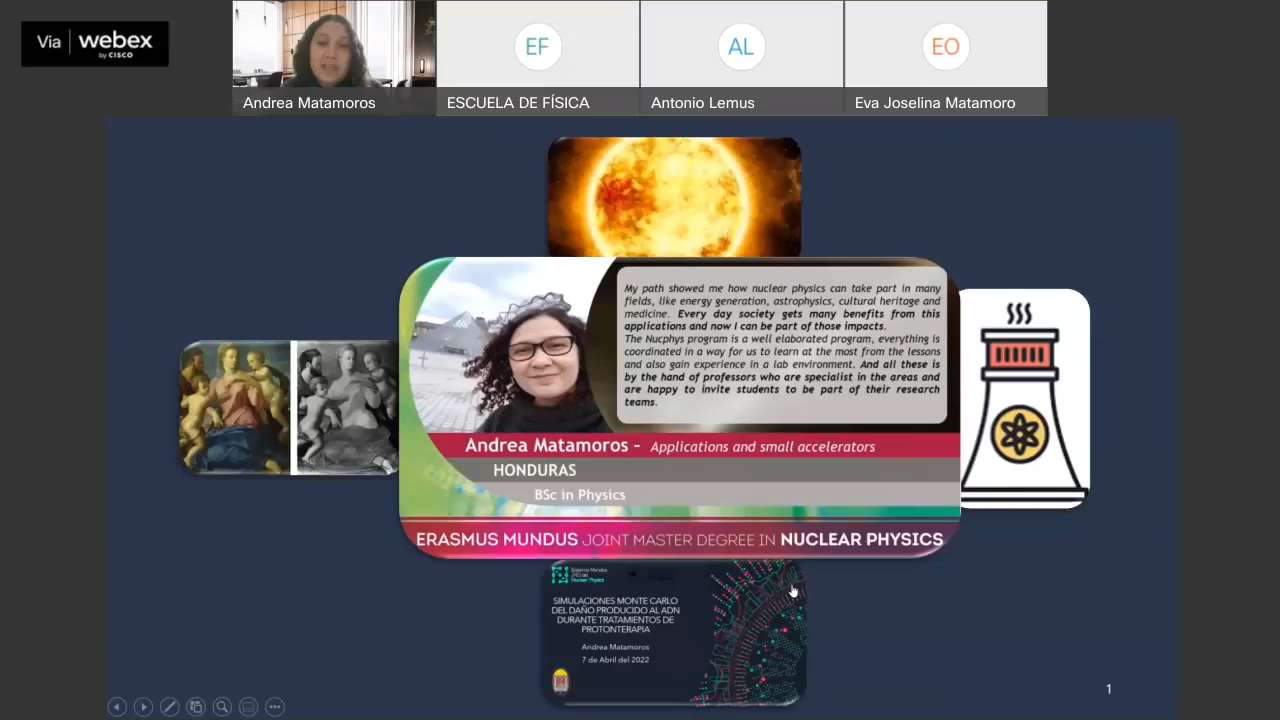 Via webex
by CISCO
EF
AL
EO
Andrea Matamoros
ESCUELA DE FÍSICA
Antonio Lemus
Eva Joselina Matamoro
My path showed me how nuclear physics can take part in many
fields, like energy generation, astrophysics, cultural heritage and
medicine. Every day society gets many benefits from this
applications and now I can be part of those impacts.
The Nucphys program is a well elaborated program, everything is
coordinated in a way for us to learn at the most from the lessons
and also gain experience in a lab environment. And all these is
by the hand of professors who are specialist in the areas and
are happy to invite students to be part of their research
teams.
Andrea Matamoros – Applications and small accelerators
HONDURAS
BSc in Physics
ERASMUS MUNDUS JOINT MASTER DEGREE IN NUCLEAR PHYSICS
Nuclear Physics
SIMULACIONES MONTE CARLO
DEL DAÑO PRODUCIDO AL ADN
DURANTE TRATAMIENTOS DE
PROTONTERAPIA
Andrea Matamoros
7 de Abril del 2022
1